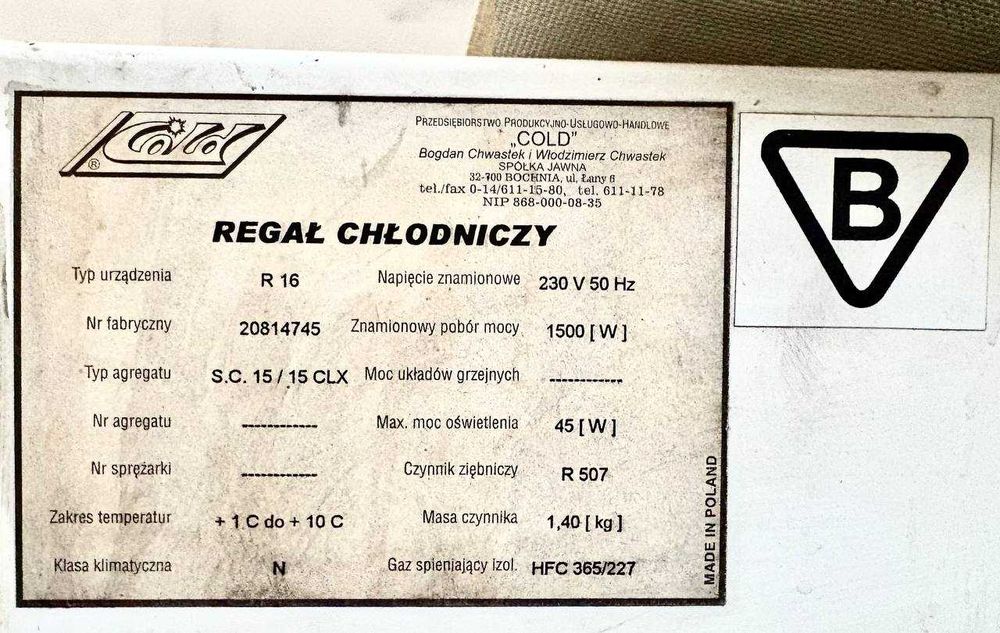 Cold
®
PRZEDSIĘBIORSTWO PRODUKCYJNO-USŁUGOWO-HANDLOWE
„COLD”
Bogdan Chwastek i Włodzimierz Chwastek
SPÓŁKA JAWNA
32-700 BOCHNIA, ul. Łany 6
tel./fax 0-14/611-15-80, tel. 611-11-78
NIP 868-000-08-35
B
REGAŁ CHŁODNICZY
Typ urządzenia R 16 Napięcie znamionowe 230 V 50 Hz
Nr fabryczny 20814745 Znamionowy pobór mocy 1500 [ W ]
Typ agregatu S.C. 15 / 15 CLX Moc układów grzejnych ------------
Nr agregatu ------------ Max. moc oświetlenia 45 [ W ]
Nr sprężarki ------------ Czynnik ziębniczy R 507
Zakres temperatur + 1 C do + 10 C Masa czynnika 1,40 [ kg ]
Klasa klimatyczna N Gaz spieniający izol. HFC 365/227
MADE IN POLAND